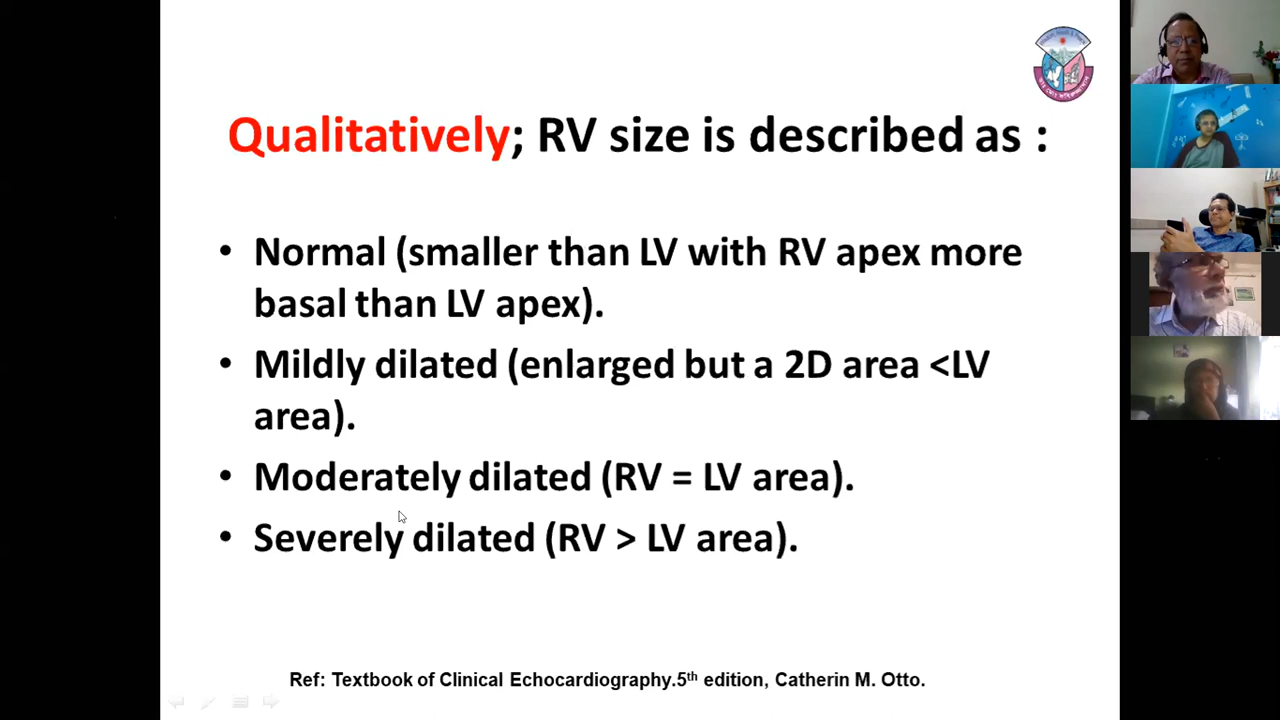 Qualitatively; RV size is described as :
• Normal (smaller than LV with RV apex more
basal than LV apex).
• Mildly dilated (enlarged but a 2D area <LV
area).
• Moderately dilated (RV = LV area).
• Severely dilated (RV > LV area).
Ref: Textbook of Clinical Echocardiography.5th edition, Catherin M. Otto.